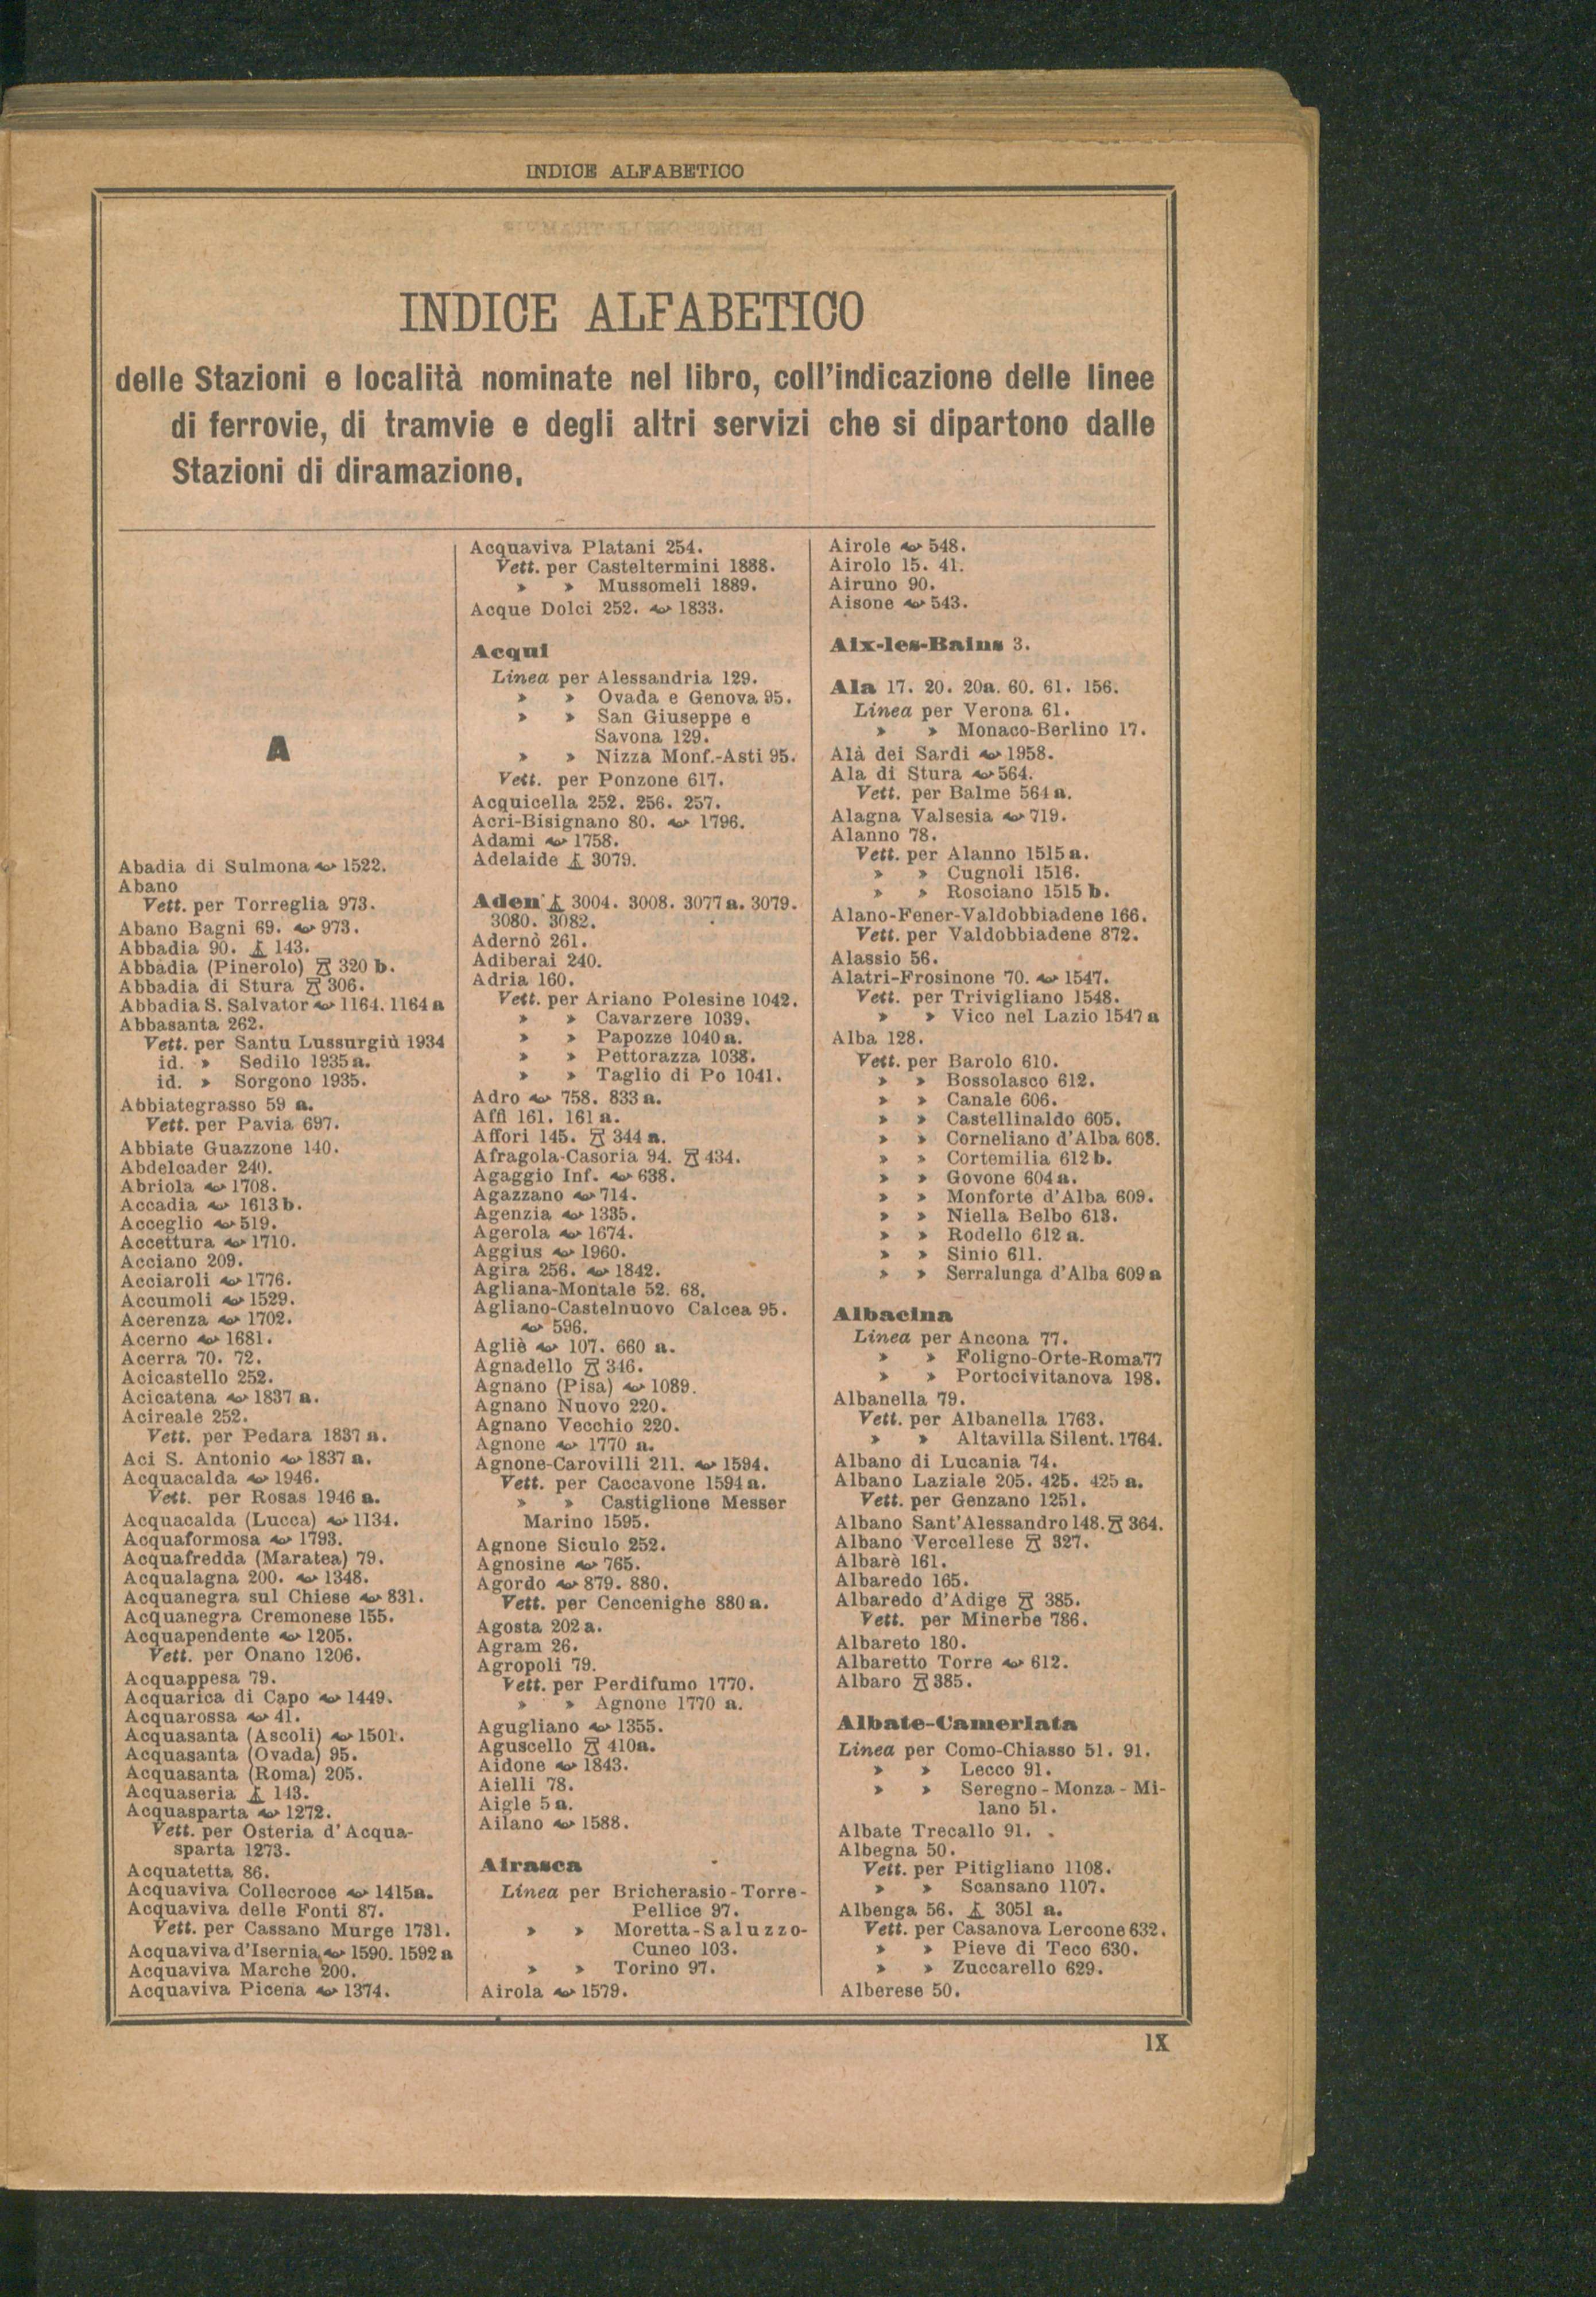 INDICE ALFABETICO
INDICE ALFABETICO
delle Stazioni e località nominate nel libro, coll'indicazione delle linee
di ferrovie, di tramvie e degli altri servizi che si dipartono dalle
Stazioni di diramazione.
A
Abadia di Sulmona 1522.
Abano
Vett. per Torreglia 973.
Abano Bagni 69. 973.
Abbadia 90. 143.
Abbadia (Pinerolo) 320 b.
Abbadia di Stura 306.
Abbadia S. Salvator 1164. 1164 a
Abbasanta 262.
Vett. per Santu Lussurgiù 1934
id. » Sedilo 1935 a.
id. » Sorgono 1935.
Abbiategrasso 59 a.
Vett. per Pavia 697.
Abbiate Guazzone 140.
Abdelcader 240.
Abriola 1708.
Accadia 1613 b.
Acceglio 519.
Accettura 1710.
Acciano 209.
Acciaroli 1776.
Accumoli 1529.
Acerenza 1702.
Acerno 1681.
Acerra 70. 72.
Acicastello 252.
Acicatena 1837 a.
Acireale 252.
Vett. per Pedara 1837 a.
Aci S. Antonio 1837 a.
Acquacalda 1946.
Vett. per Rosas 1946 a.
Acquacalda (Lucca) 1134.
Acquaformosa 1793.
Acquafredda (Maratea) 79.
Acqualagna 200. 1348.
Acquanegra sul Chiese 831.
Acquanegra Cremonese 155.
Acquapendente 1205.
Vett. per Onano 1206.
Acquappesa 79.
Acquarica di Capo 1449.
Acquarossa 41.
Acquasanta (Ascoli) 1501.
Acquasanta (Ovada) 95.
Acquasanta (Roma) 205.
Acquaseria 143.
Acquasparta 1272.
Vett. per Osteria d'Acqua-
sparta 1273.
Acquatetta 86.
Acquaviva Collecroce 1415a.
Acquaviva delle Fonti 87.
Vett. per Cassano Murge 1731.
Acquaviva d'Isernia 1590. 1592 a
Acquaviva Marche 200.
Acquaviva Picena 1374.
Acquaviva Platani 254.
Vett. per Casteltermini 1888.
» » Mussomeli 1889.
Acque Dolci 252. 1833.
Acqui
Linea per Alessandria 129.
» » Ovada e Genova 95.
» » San Giuseppe e
Savona 129.
» » Nizza Monf.-Asti 95.
Vett. per Ponzone 617.
Acquicella 252. 256. 257.
Acri-Bisignano 80. 1796.
Adami 1758.
Adelaide 3079.
Aden 3004. 3008. 3077 a. 3079.
3080. 3082.
Adernò 261.
Adiberai 240.
Adria 160.
Vett. per Ariano Polesine 1042.
» » Cavarzere 1039.
» » Papozze 1040 a.
» » Pettorazza 1038.
» » Taglio di Po 1041.
Adro 758. 833 a.
Affi 161. 161 a.
Affori 145. 344 a.
Afragola-Casoria 94. 434.
Agaggio Inf. 638.
Agazzano 714.
Agenzia 1335.
Agerola 1674.
Aggius 1960.
Agira 256. 1842.
Agliana-Montale 52. 68.
Agliano-Castelnuovo Calcea 95.
596.
Agliè 107. 660 a.
Agnadello 346.
Agnano (Pisa) 1089.
Agnano Nuovo 220.
Agnano Vecchio 220.
Agnone 1770 a.
Agnone-Carovilli 211. 1594.
Vett. per Caccavone 1594 a.
» » Castiglione Messer
Marino 1595.
Agnone Siculo 252.
Agnosine 765.
Agordo 879. 880.
Vett. per Cencenighe 880 a.
Agosta 202 a.
Agram 26.
Agropoli 79.
Vett. per Perdifumo 1770.
» » Agnone 1770 a.
Agugliano 1355.
Aguscello 410a.
Aidone 1843.
Aielli 78.
Aigle 5 a.
Ailano 1588.
Airasca
Linea per Bricherasio-Torre-
Pellice 97.
» » Moretta-Saluzzo-
Cuneo 103.
» » Torino 97.
Airola 1579.
Airole 548.
Airolo 15. 41.
Airuno 90.
Aisone 543.
Aix-les-Bains 3.
Ala 17. 20. 20a. 60. 61. 156.
Linea per Verona 61.
» » Monaco-Berlino 17.
Alà dei Sardi 1958.
Ala di Stura 564.
Vett. per Balme 564 a.
Alagna Valsesia 719.
Alanno 78.
Vett. per Alanno 1515 a.
» » Cugnoli 1516.
» » Rosciano 1515 b.
Alano-Fener-Valdobbiadene 166.
Vett. per Valdobbiadene 872.
Alassio 56.
Alatri-Frosinone 70. 1547.
Vett. per Trivigliano 1548.
» » Vico nel Lazio 1547 a
Alba 128.
Vett. per Barolo 610.
» » Bossolasco 612.
» » Canale 606.
» » Castellinaldo 605.
» » Corneliano d'Alba 608.
» » Cortemilia 612 b.
» » Govone 604 a.
» » Monforte d'Alba 609.
» » Niella Belbo 613.
» » Rodello 612 a.
» » Sinio 611.
» » Serralunga d'Alba 609 a
Albacina
Linea per Ancona 77.
» » Foligno-Orte-Roma 77
» » Portocivitanova 198.
Albanella 79.
Vett. per Albanella 1763.
» » Altavilla Silent. 1764.
Albano di Lucania 74.
Albano Laziale 205. 425. 425 a.
Vett. per Genzano 1251.
Albano Sant'Alessandro 148. 364.
Albano Vercellese 327.
Albarè 161.
Albaredo 165.
Albaredo d'Adige 385.
Vett. per Minerbe 786.
Albareto 180.
Albaretto Torre 612.
Albaro 385.
Albate-Camerlata
Linea per Como-Chiasso 51. 91.
» » Lecco 91.
» » Seregno - Monza - Mi-
lano 51.
Albate Trecallo 91.
Albegna 50.
Vett. per Pitigliano 1108.
» » Scansano 1107.
Albenga 56. 3051 a.
Vett. per Casanova Lercone 632.
» » Pieve di Teco 630.
» » Zuccarello 629.
Alberese 50.
IX